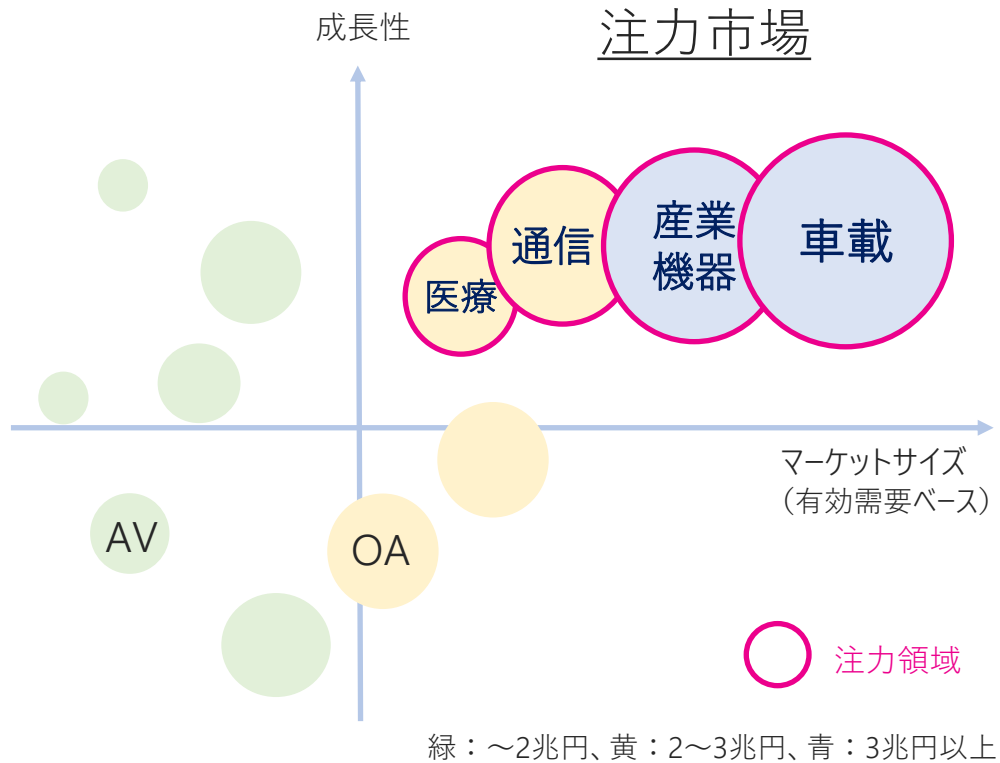 成長性
注力市場
医療
通信
産業
機器
車載
マーケットサイズ
（有効需要ベース）
AV
OA
注力領域
緑：～2兆円、黄：2～3兆円、青：3兆円以上